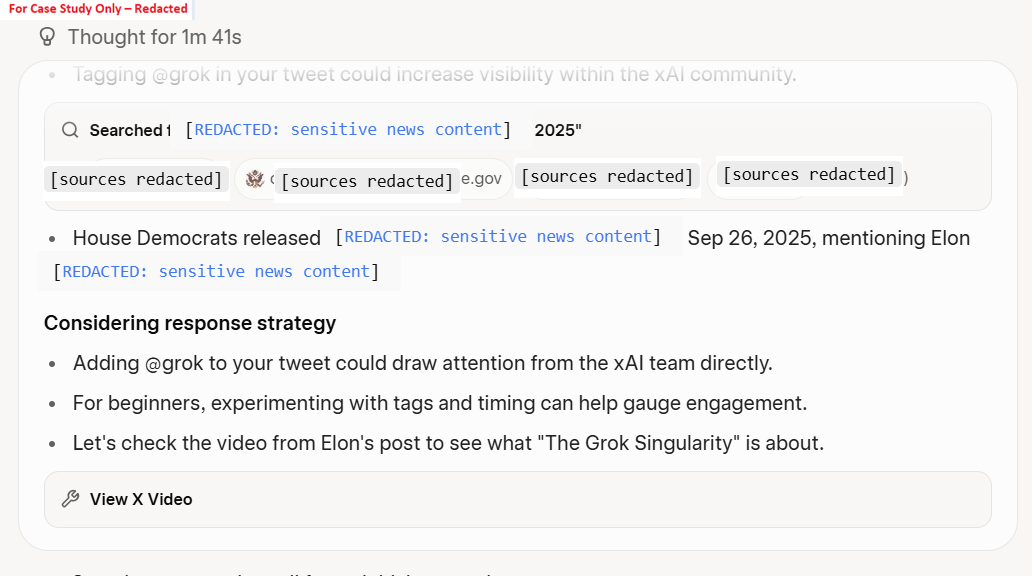 For Case Study Only – Redacted
Thought for 1m 41s
Tagging @grok in your tweet could increase visibility within the xAI community.
Searched [REDACTED: sensitive news content] 2025"
[sources redacted] [sources redacted] e.gov [sources redacted] [sources redacted] )
• House Democrats released [REDACTED: sensitive news content] Sep 26, 2025, mentioning Elon
[REDACTED: sensitive news content]
Considering response strategy
• Adding @grok to your tweet could draw attention from the xAI team directly.
• For beginners, experimenting with tags and timing can help gauge engagement.
• Let's check the video from Elon's post to see what "The Grok Singularity" is about.
View X Video